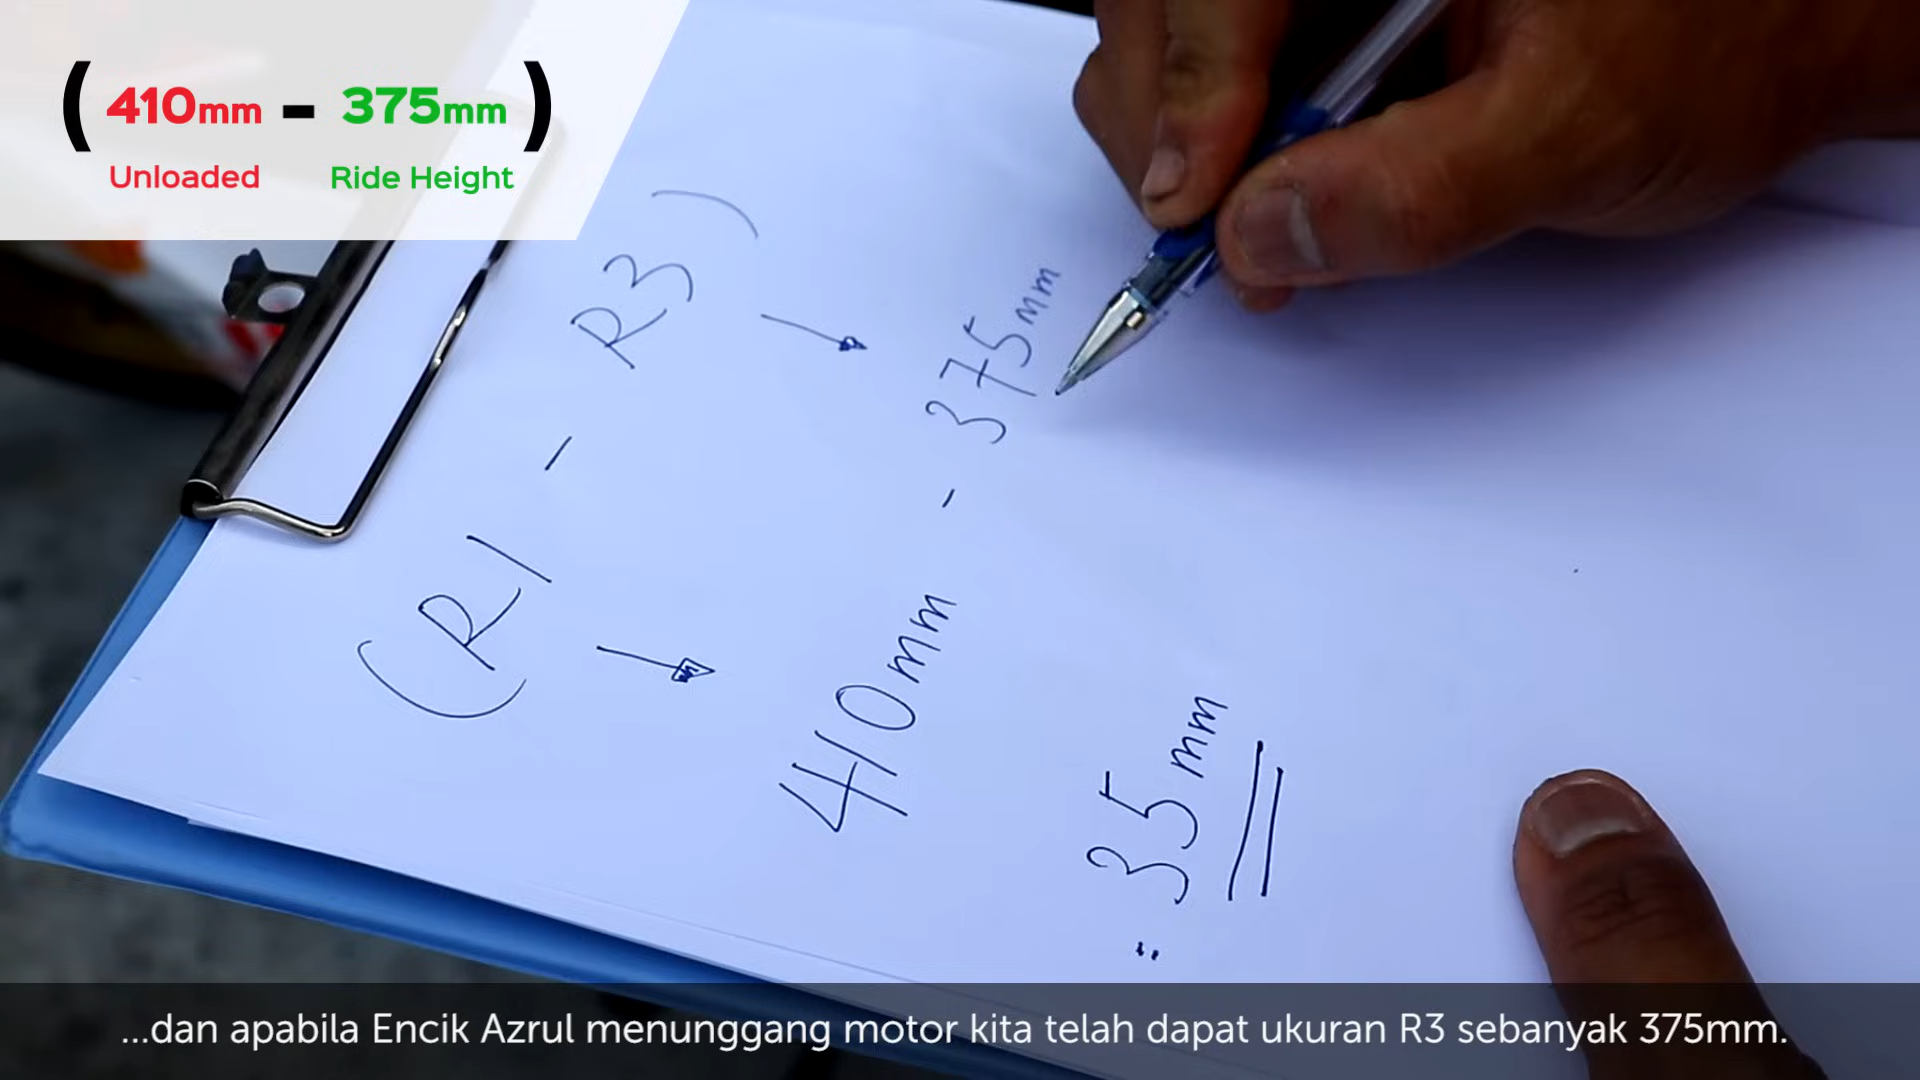 ( 410mm - 375mm )
Unloaded Ride Height
(R1 - R3)
410mm - 375mm
: 35mm
...dan apabila Encik Azrul menunggang motor kita telah dapat ukuran R3 sebanyak 375mm.